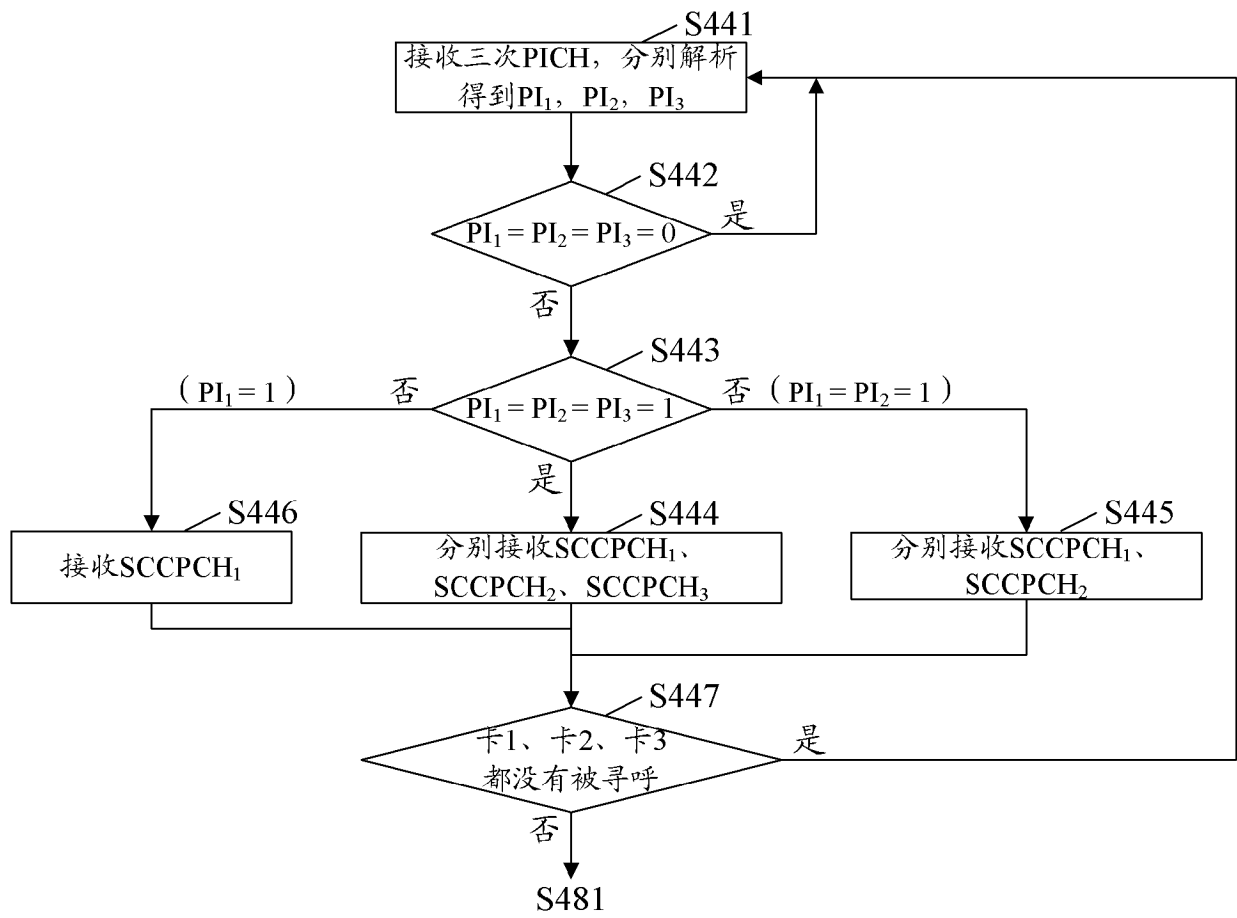 S441
接收三次PICH，分别解析
得到PI₁，PI₂，PI₃
S442
PI₁ = PI₂ = PI₃ = 0
是
否
S443
（PI₁ = 1）
否
PI₁ = PI₂ = PI₃ = 1
否（PI₁ = PI₂ = 1）
是
S446
S444
S445
接收SCCPCH₁
分别接收SCCPCH₁、
SCCPCH₂、SCCPCH₃
分别接收SCCPCH₁、
SCCPCH₂
S447
卡1、卡2、卡3
都没有被寻呼
是
否
S481